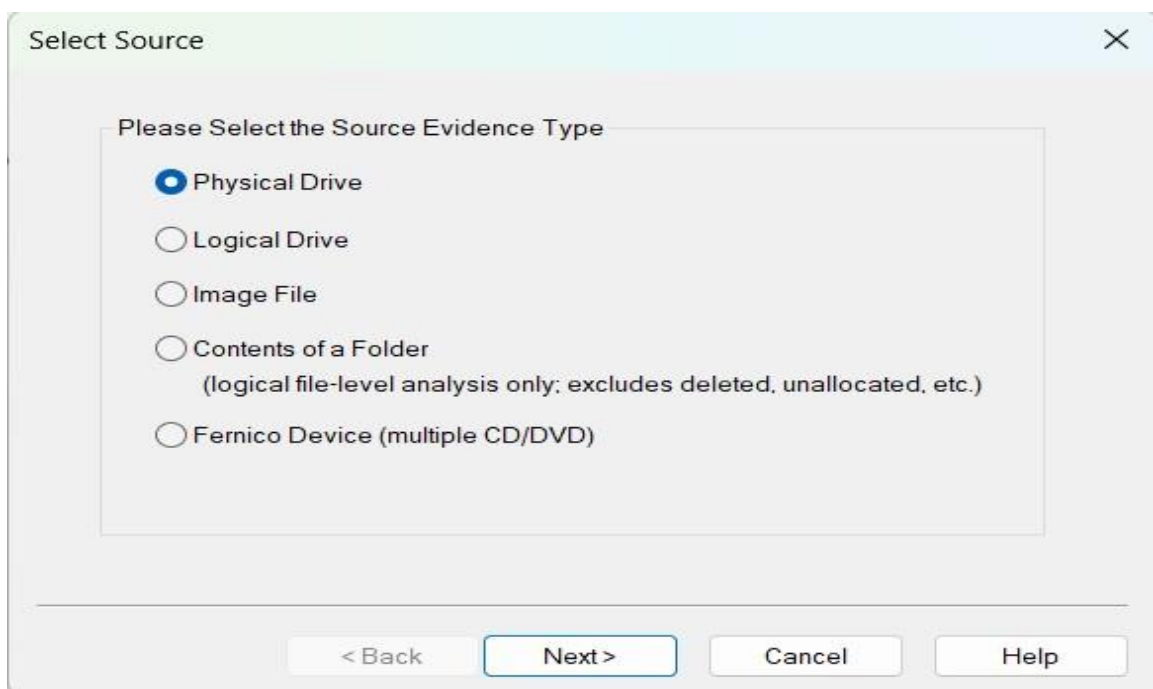 Select Source
Please Select the Source Evidence Type
Physical Drive
Logical Drive
Image File
Contents of a Folder
(logical file-level analysis only; excludes deleted, unallocated, etc.)
Fernico Device (multiple CD/DVD)
< Back Next > Cancel Help